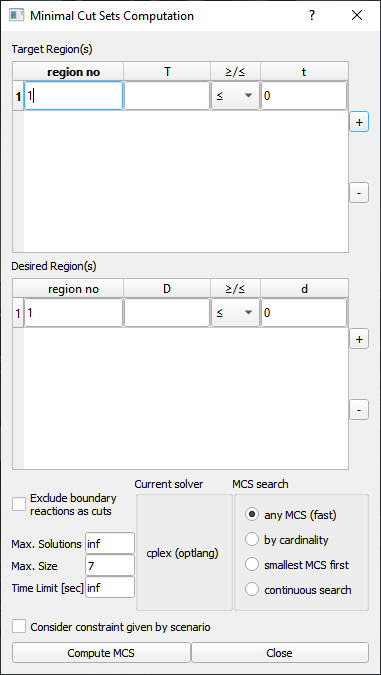 Minimal Cut Sets Computation ? ×
Target Region(s)
region no T ≥/≤ t
1 1 ≤ 0
+
-
Desired Region(s)
region no D ≥/≤ d
1 1 ≤ 0
+
-
Exclude boundary
reactions as cuts
Max. Solutions inf
Max. Size 7
Time Limit [sec] inf
Current solver
cplex (optlang)
MCS search
any MCS (fast)
by cardinality
smallest MCS first
continuous search
Consider constraint given by scenario
Compute MCS Close